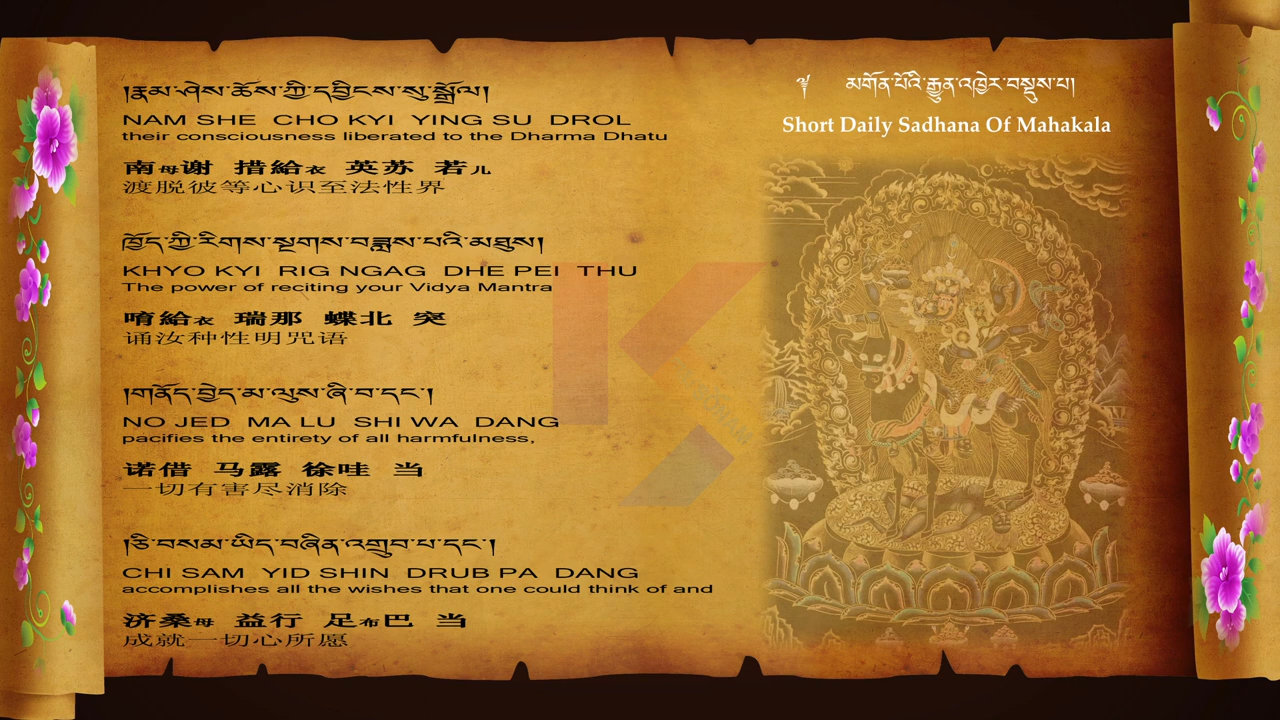 །རྣམ་ཤེས་ཆོས་ཀྱི་དབྱིངས་སུ་སྒྲོལ།
NAM SHE CHO KYI YING SU DROL
their consciousness liberated to the Dharma Dhatu
南母谢 措給衣 英苏 若儿
渡脱彼等心识至法性界
ཁྱོད་ཀྱི་རིགས་སྔགས་བཟླས་པའི་མཐུས།
KHYO KYI RIG NGAG DHE PEI THU
The power of reciting your Vidya Mantra
唷給衣 瑞那 蝶北 突
诵汝种性明咒语
།གནོད་བྱེད་མ་ལུས་ཞི་བ་དང་།
NO JED MA LU SHI WA DANG
pacifies the entirety of all harmfulness,
诺借 马露 徐哇 当
一切有害尽消除
།ཅི་བསམ་ཡིད་བཞིན་འགྲུབ་པ་དང་།
CHI SAM YID SHIN DRUB PA DANG
accomplishes all the wishes that one could think of and
济桑母 益行 足布巴 当
成就一切心所愿
༄ མགོན་པོའི་རྒྱུན་འཁྱེར་བསྡུས་པ།
Short Daily Sadhana Of Mahakala